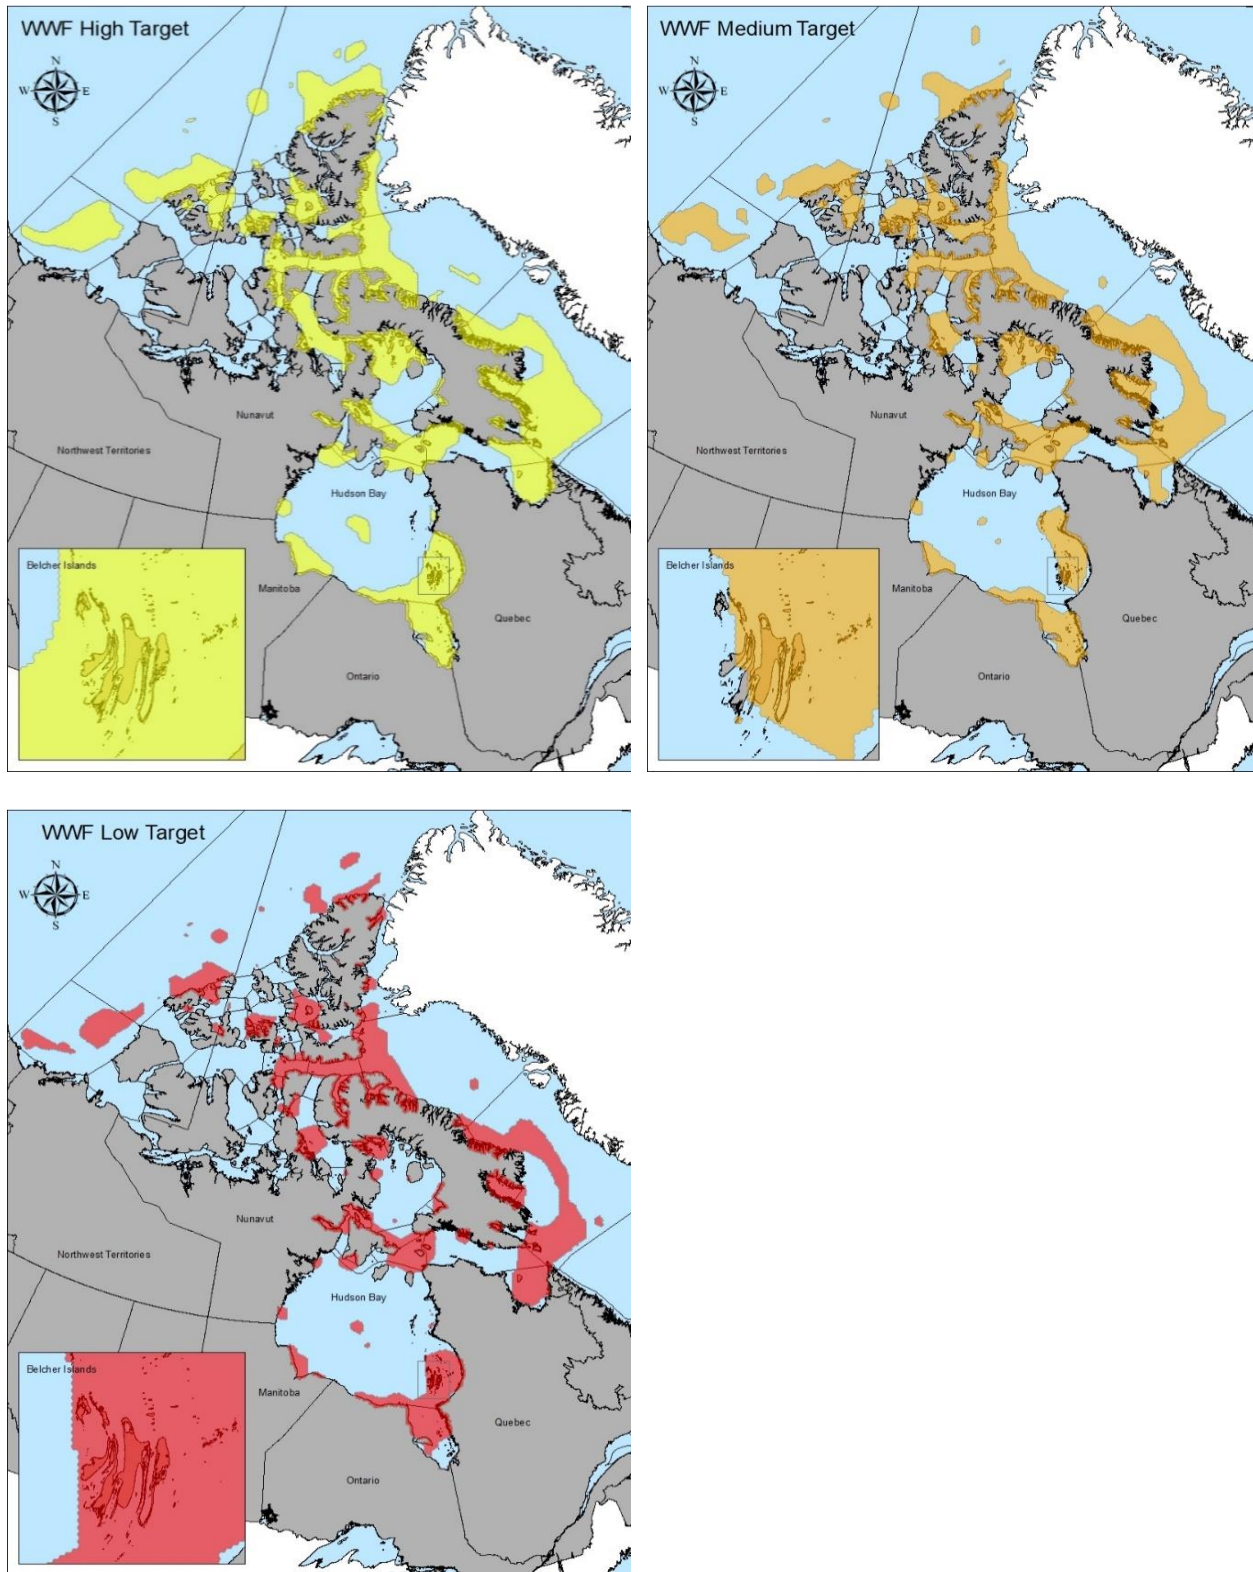 WWF High Target
N
W E
S
Nunavut
Northwest Territories
Hudson Bay
Belcher Islands
Manitoba
Quebec
Ontario
WWF Medium Target
N
W E
S
Nunavut
Northwest Territories
Hudson Bay
Belcher Islands
Manitoba
Quebec
Ontario
WWF Low Target
N
W E
S
Nunavut
Northwest Territories
Hudson Bay
Belcher Islands
Manitoba
Quebec
Ontario